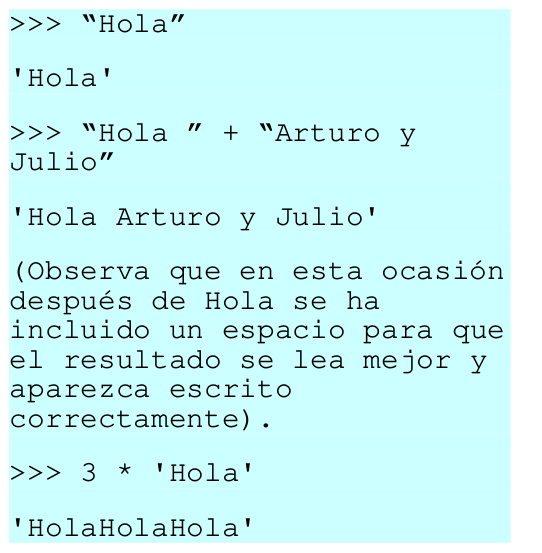 >>> “Hola”
'Hola'
>>> “Hola ” + “Arturo y
Julio”
'Hola Arturo y Julio'
(Observa que en esta ocasión
después de Hola se ha
incluido un espacio para que
el resultado se lea mejor y
aparezca escrito
correctamente).
>>> 3 * 'Hola'
'HolaHolaHola'